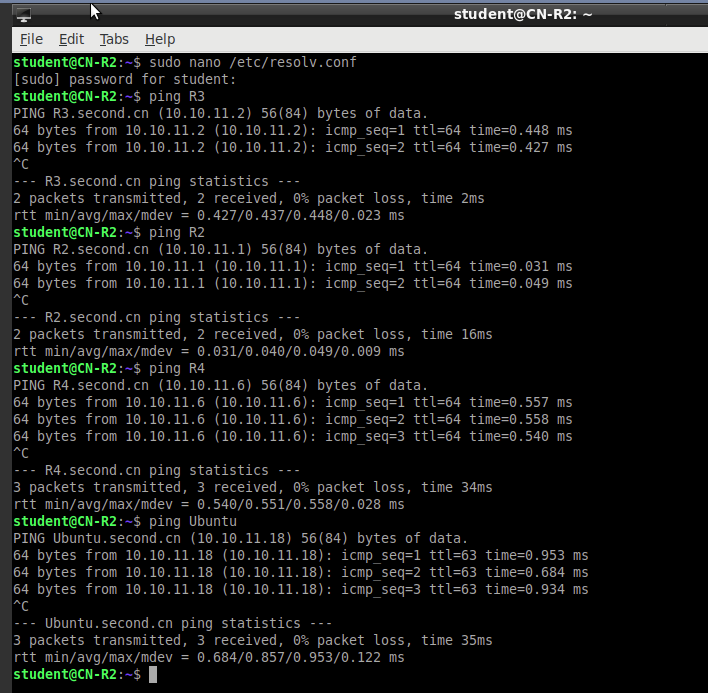 student@CN-R2: ~
File Edit Tabs Help
student@CN-R2:~$ sudo nano /etc/resolv.conf
[sudo] password for student:
student@CN-R2:~$ ping R3
PING R3.second.cn (10.10.11.2) 56(84) bytes of data.
64 bytes from 10.10.11.2 (10.10.11.2): icmp_seq=1 ttl=64 time=0.448 ms
64 bytes from 10.10.11.2 (10.10.11.2): icmp_seq=2 ttl=64 time=0.427 ms
^C
--- R3.second.cn ping statistics ---
2 packets transmitted, 2 received, 0% packet loss, time 2ms
rtt min/avg/max/mdev = 0.427/0.437/0.448/0.023 ms
student@CN-R2:~$ ping R2
PING R2.second.cn (10.10.11.1) 56(84) bytes of data.
64 bytes from 10.10.11.1 (10.10.11.1): icmp_seq=1 ttl=64 time=0.031 ms
64 bytes from 10.10.11.1 (10.10.11.1): icmp_seq=2 ttl=64 time=0.049 ms
^C
--- R2.second.cn ping statistics ---
2 packets transmitted, 2 received, 0% packet loss, time 16ms
rtt min/avg/max/mdev = 0.031/0.040/0.049/0.009 ms
student@CN-R2:~$ ping R4
PING R4.second.cn (10.10.11.6) 56(84) bytes of data.
64 bytes from 10.10.11.6 (10.10.11.6): icmp_seq=1 ttl=64 time=0.557 ms
64 bytes from 10.10.11.6 (10.10.11.6): icmp_seq=2 ttl=64 time=0.558 ms
64 bytes from 10.10.11.6 (10.10.11.6): icmp_seq=3 ttl=64 time=0.540 ms
^C
--- R4.second.cn ping statistics ---
3 packets transmitted, 3 received, 0% packet loss, time 34ms
rtt min/avg/max/mdev = 0.540/0.551/0.558/0.028 ms
student@CN-R2:~$ ping Ubuntu
PING Ubuntu.second.cn (10.10.11.18) 56(84) bytes of data.
64 bytes from 10.10.11.18 (10.10.11.18): icmp_seq=1 ttl=63 time=0.953 ms
64 bytes from 10.10.11.18 (10.10.11.18): icmp_seq=2 ttl=63 time=0.684 ms
64 bytes from 10.10.11.18 (10.10.11.18): icmp_seq=3 ttl=63 time=0.934 ms
^C
--- Ubuntu.second.cn ping statistics ---
3 packets transmitted, 3 received, 0% packet loss, time 35ms
rtt min/avg/max/mdev = 0.684/0.857/0.953/0.122 ms
student@CN-R2:~$